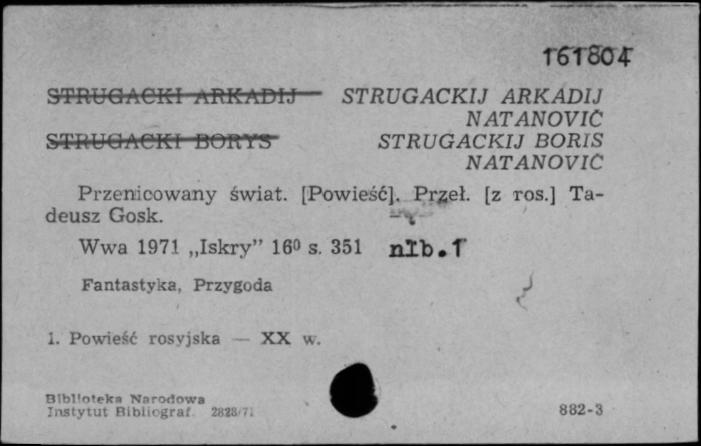 161804
STRUGACKI ARKADIJ STRUGACKIJ ARKADIJ
NATANOVIČ
STRUGACKI BORYS STRUGACKIJ BORIS
NATANOVIČ
Przenicowany świat. [Powieść]. Przeł. [z ros.] Ta-
deusz Gosk.
Wwa 1971 „Iskry” 16⁰ s. 351 nlb. 1
Fantastyka, Przygoda
1. Powieść rosyjska — XX w.
Biblioteka Narodowa
Instytut Bibliograf. 2828/71 882-3